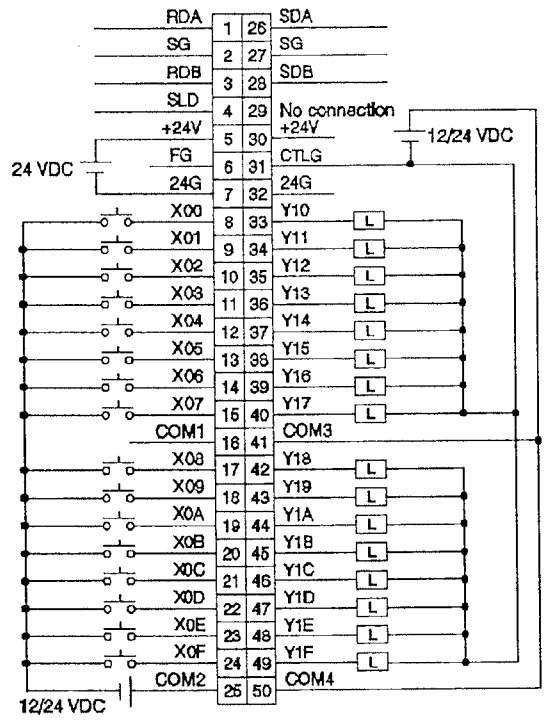 RDA 1 26 SDA
SG 2 27 SG
RDB 3 28 SDB
SLD 4 29 No connection
+24V 5 30 +24V 12/24 VDC
24 VDC FG 6 31 CTLG
24G 7 32 24G
X00 8 33 Y10 L
X01 9 34 Y11 L
X02 10 35 Y12 L
X03 11 36 Y13 L
X04 12 37 Y14 L
X05 13 38 Y15 L
X06 14 39 Y16 L
X07 15 40 Y17 L
COM1 16 41 COM3
X08 17 42 Y18 L
X09 18 43 Y19 L
X0A 19 44 Y1A L
X0B 20 45 Y1B L
X0C 21 46 Y1C L
X0D 22 47 Y1D L
X0E 23 48 Y1E L
X0F 24 49 Y1F L
COM2 25 50 COM4
12/24 VDC